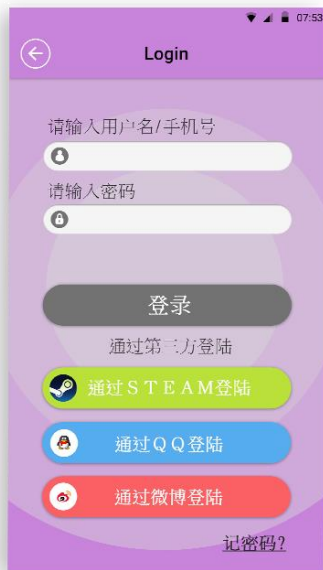 07:53
Login
请输入用户名/手机号
请输入密码
登录
通过第三方登陆
通过STEAM登陆
通过QQ登陆
通过微博登陆
记密码?